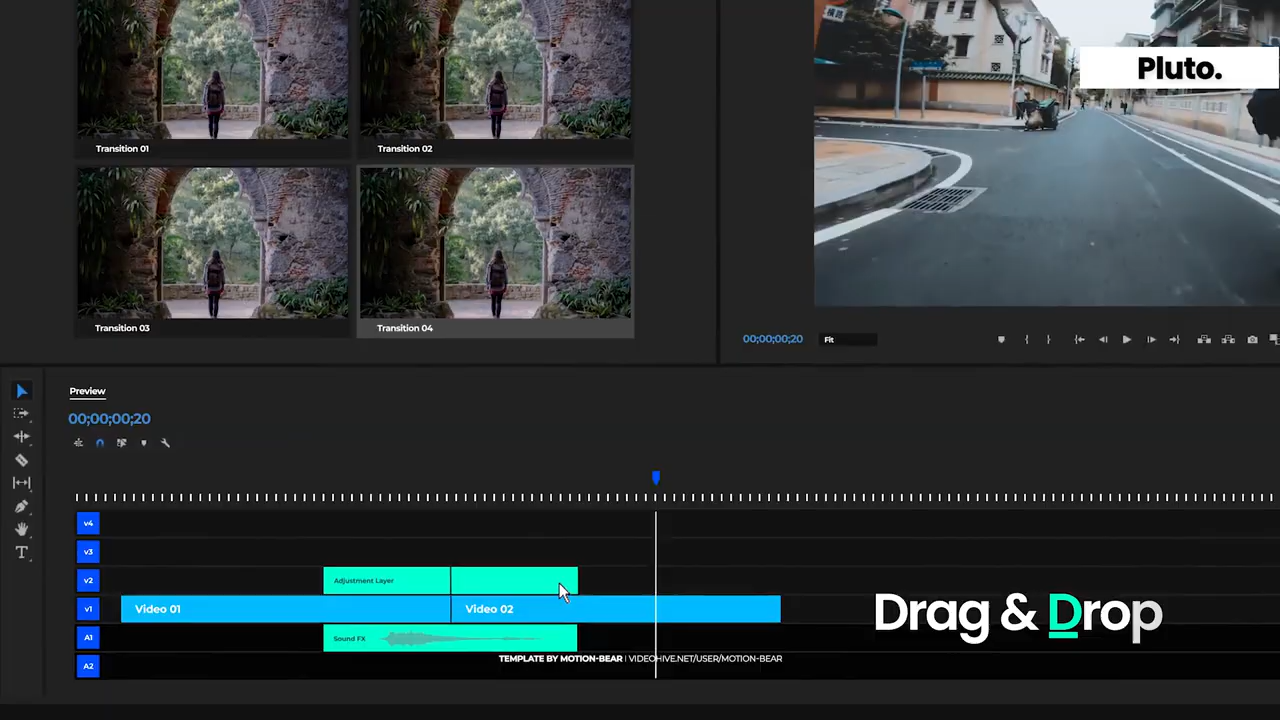 横路
Pluto.
Transition 01
Transition 02
Transition 03
Transition 04
00;00;00;20
Fit
Preview
00;00;00;20
v4
v3
v2
Adjustment Layer
v1
Video 01
Video 02
A1
Sound FX
A2
Drag & Drop
TEMPLATE BY MOTION-BEAR | VIDEOHIVE.NET/USER/MOTION-BEAR
T